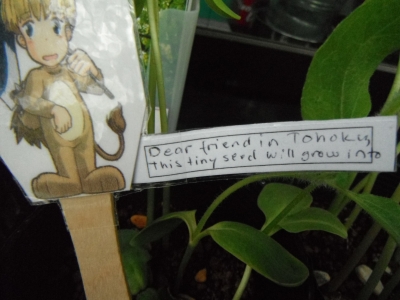 Dear friend in Tohoku,
This tiny seed will grow into